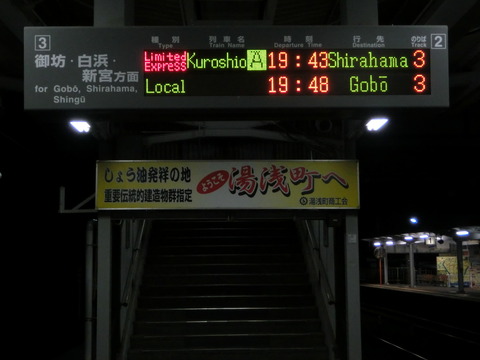 3
種別 列車名 時刻 行先 のりば
Type Train Name Departure Time Destination Track
2
御坊・白浜・
新宮方面
for Gobō, Shirahama,
Shingū
Limited Express Kuroshio A 19:43 Shirahama 3
Local 19:48 Gobō 3
しょう油発祥の地
重要伝統的建造物群指定
ようこそ
湯浅町へ
湯浅町商工会